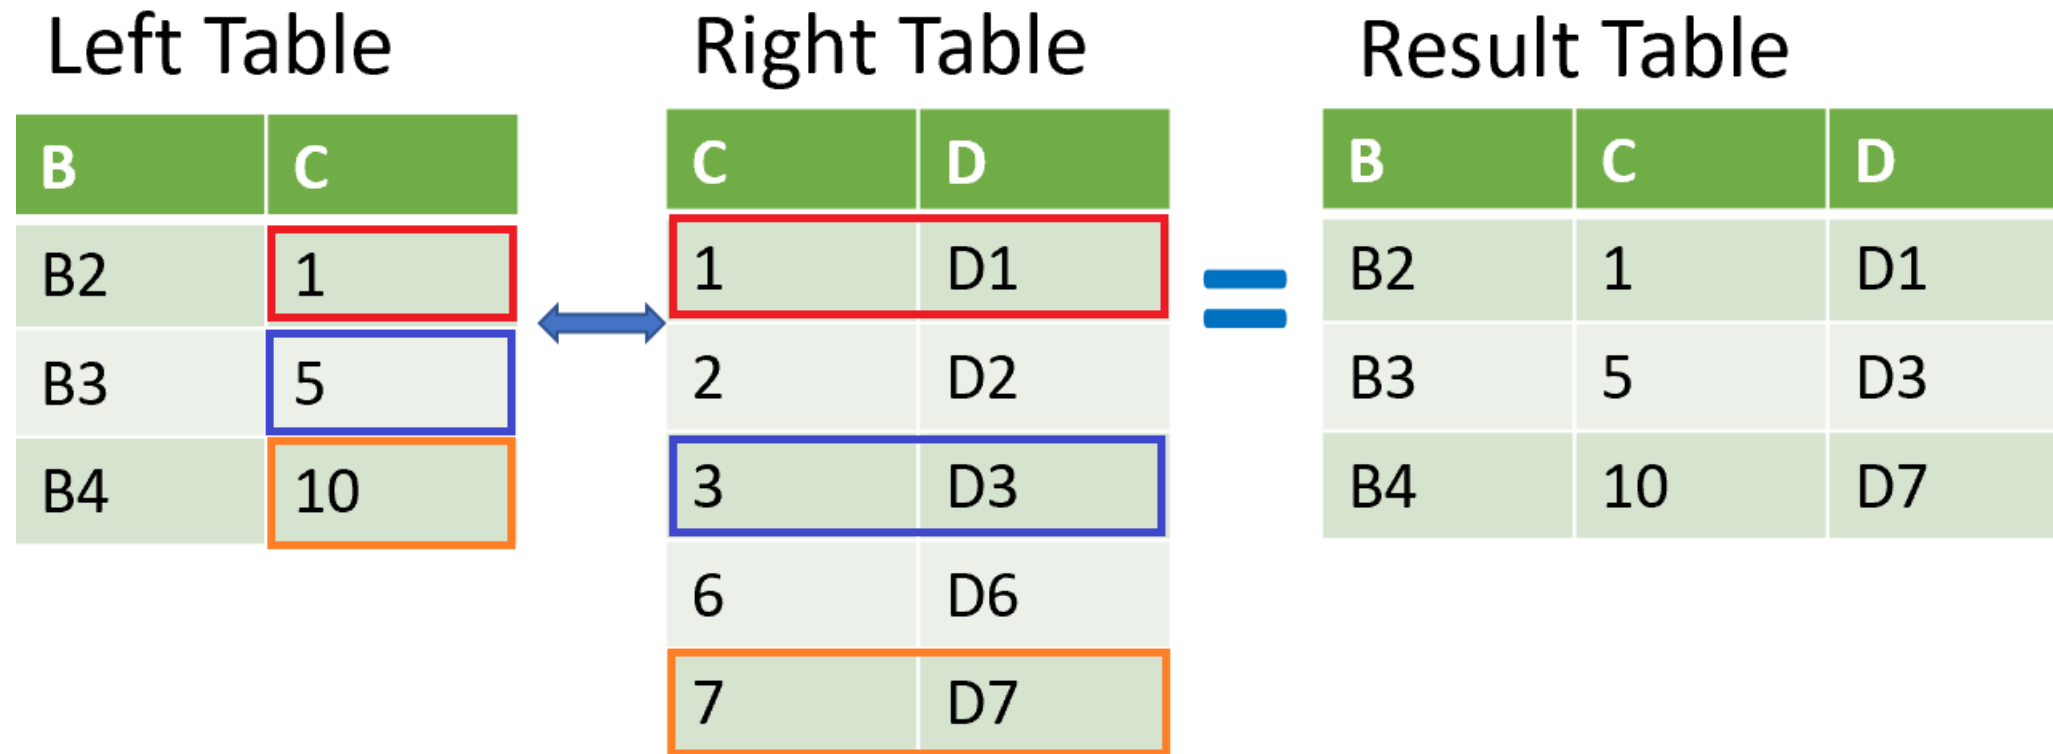 Left Table
B C
B2 1
B3 5
B4 10
Right Table
C D
1 D1
2 D2
3 D3
6 D6
7 D7
=
Result Table
B C D
B2 1 D1
B3 5 D3
B4 10 D7